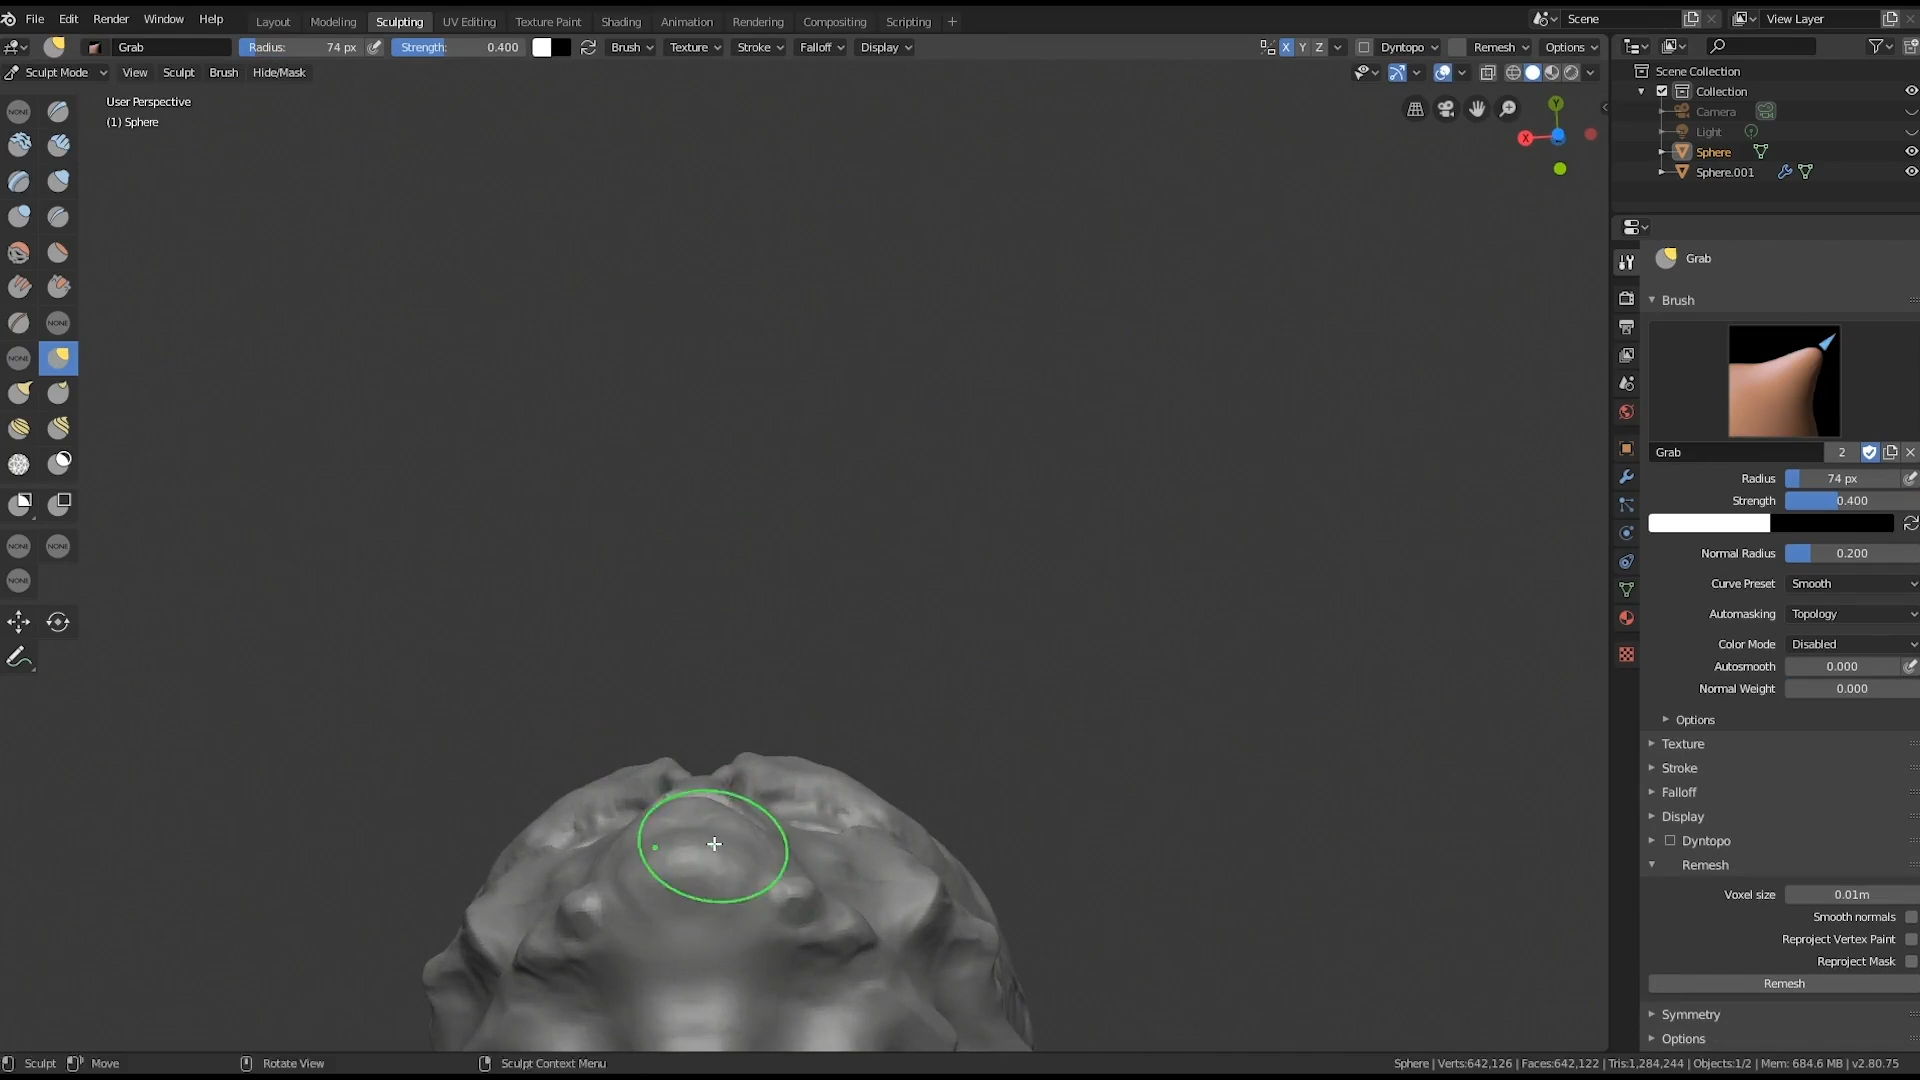 File Edit Render Window Help Layout Modeling Sculpting UV Editing Texture Paint Shading Animation Rendering Compositing Scripting + Scene View Layer
Grab Radius: 74 px Strength: 0.400 Brush Texture Stroke Falloff Display X Y Z Dyntopo Remesh Options
Sculpt Mode View Sculpt Brush Hide/Mask
Scene Collection
Collection
Camera
Light
Sphere
Sphere.001
User Perspective
(1) Sphere
Y
X
NONE
NONE
NONE
NONE NONE
NONE
Grab
Brush
Grab 2
Radius 74 px
Strength 0.400
Normal Radius 0.200
Curve Preset Smooth
Automasking Topology
Color Mode Disabled
Autosmooth 0.000
Normal Weight 0.000
Options
Texture
Stroke
Falloff
Display
Dyntopo
Remesh
Voxel size 0.01m
Smooth normals
Reproject Vertex Paint
Reproject Mask
Remesh
Symmetry
Options
Sculpt Move Rotate View Sculpt Context Menu Sphere | Verts:642,126 | Faces:642,122 | Tris:1,284,244 | Objects:1/2 | Mem: 684.6 MB | v2.80.75